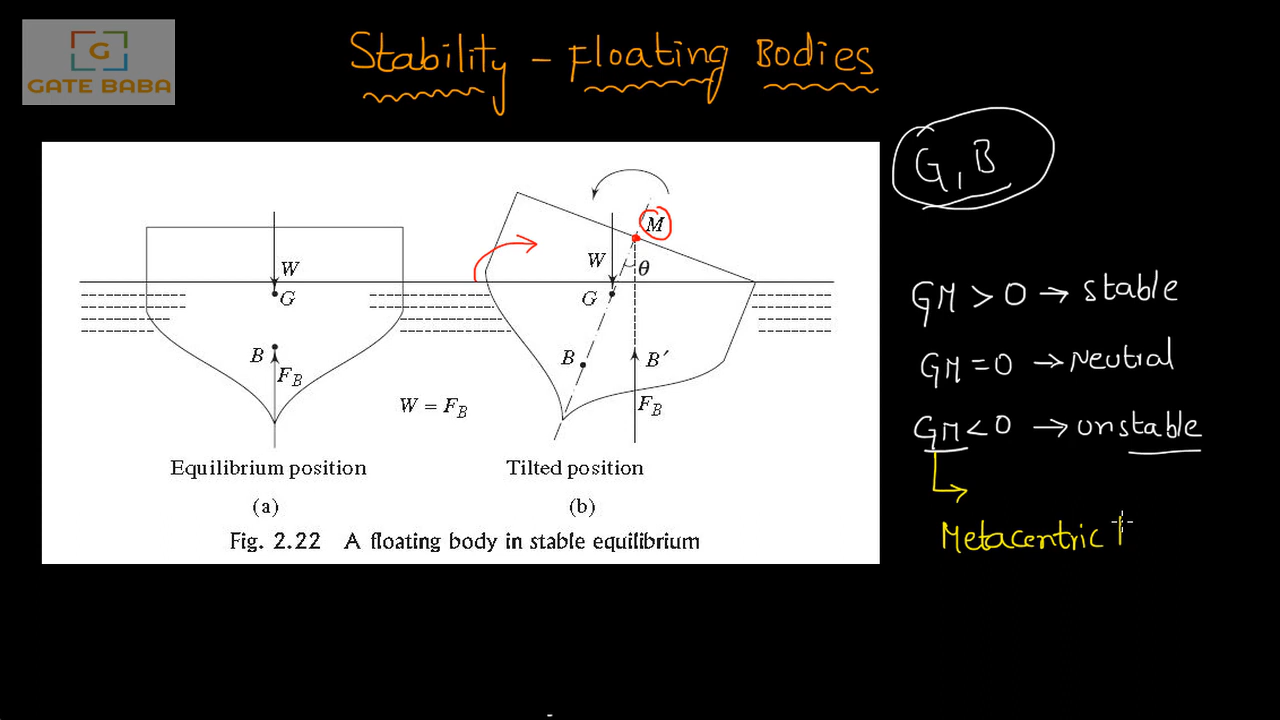 G
GATE BABA
Stability - Floating Bodies
G, B
W
G
B
F_B
W = F_B
M
W
θ
G
B
B′
F_B
Equilibrium position
Tilted position
(a)
(b)
Fig. 2.22 A floating body in stable equilibrium
GM > 0 → stable
GM = 0 → Neutral
GM < 0 → unstable
Metacentric